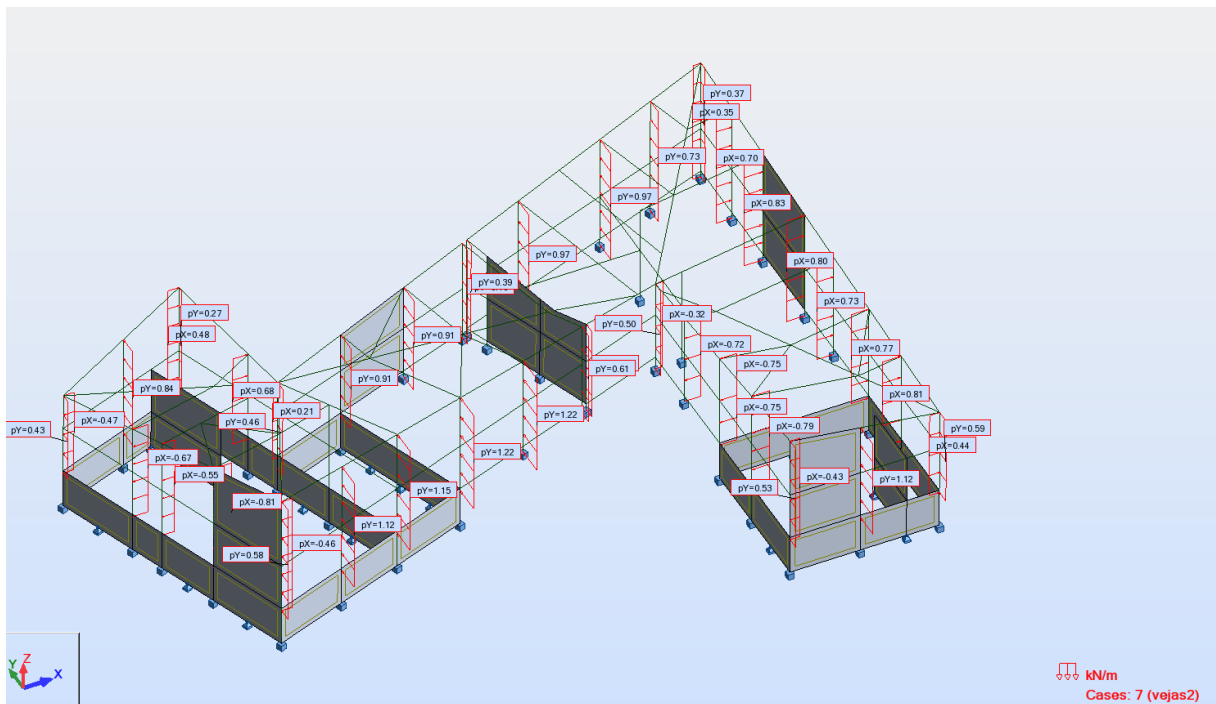 pY=0.37
pX=0.35
pY=0.73
pX=0.70
pY=0.97
pX=0.83
pY=0.97
pX=0.80
pY=0.39
pX=0.73
pY=0.27
pX=-0.32
pY=0.50
pX=0.48
pY=0.91
pX=-0.72
pX=0.77
pX=-0.75
pY=0.61
pY=0.91
pY=0.84
pX=0.68
pX=0.81
pX=-0.75
pX=0.21
pY=1.22
pX=-0.47
pY=0.46
pX=-0.79
pY=0.43
pY=0.59
pX=0.44
pY=1.22
pX=-0.67
pX=-0.55
pX=-0.43
pY=1.12
pY=0.53
pY=1.15
pX=-0.81
pY=1.12
pX=-0.46
pY=0.58
Z
Y
X
kN/m
Cases: 7 (vejas2)